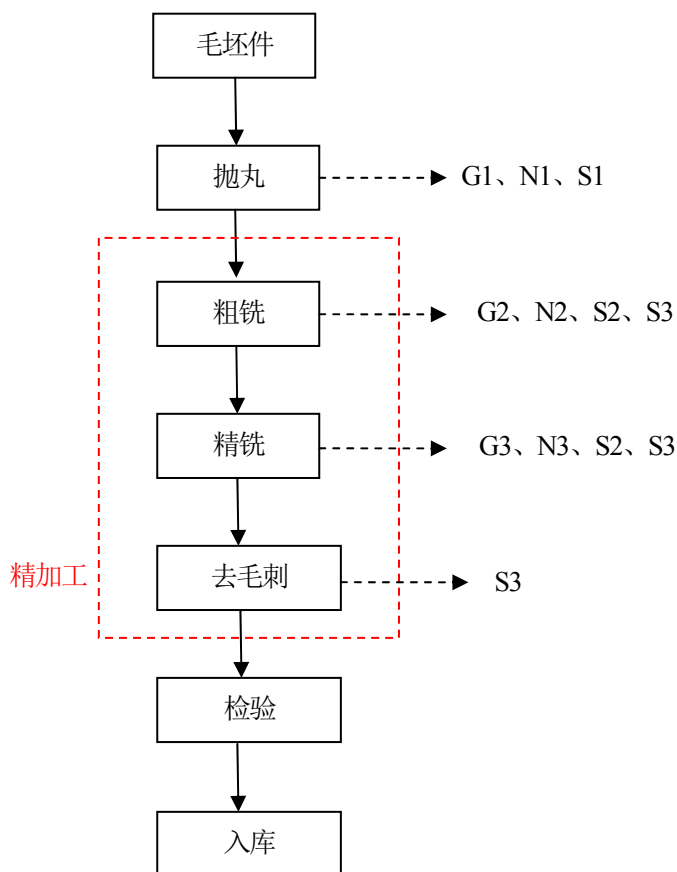 毛坯件
抛丸
G1、N1、S1
粗铣
G2、N2、S2、S3
精铣
G3、N3、S2、S3
精加工
去毛刺
S3
检验
入库